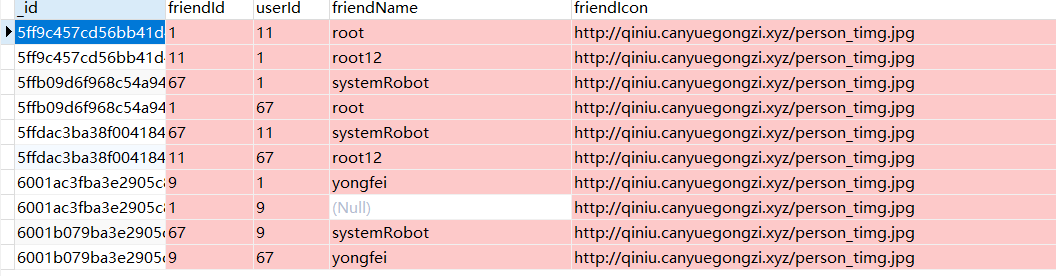 _id friendId userId friendName friendIcon
5ff9c457cd56bb41d 1 11 root http://qiniu.canyuegongzi.xyz/person_timg.jpg
5ff9c457cd56bb41d 11 1 root12 http://qiniu.canyuegongzi.xyz/person_timg.jpg
5ffb09d6f968c54a94 67 1 systemRobot http://qiniu.canyuegongzi.xyz/person_timg.jpg
5ffb09d6f968c54a94 1 67 root http://qiniu.canyuegongzi.xyz/person_timg.jpg
5ffdac3ba38f004184 67 11 systemRobot http://qiniu.canyuegongzi.xyz/person_timg.jpg
5ffdac3ba38f004184 11 67 root12 http://qiniu.canyuegongzi.xyz/person_timg.jpg
6001ac3fba3e2905c8 9 1 yongfei http://qiniu.canyuegongzi.xyz/person_timg.jpg
6001ac3fba3e2905c8 1 9 (Null) http://qiniu.canyuegongzi.xyz/person_timg.jpg
6001b079ba3e2905c 67 9 systemRobot http://qiniu.canyuegongzi.xyz/person_timg.jpg
6001b079ba3e2905c 9 67 yongfei http://qiniu.canyuegongzi.xyz/person_timg.jpg